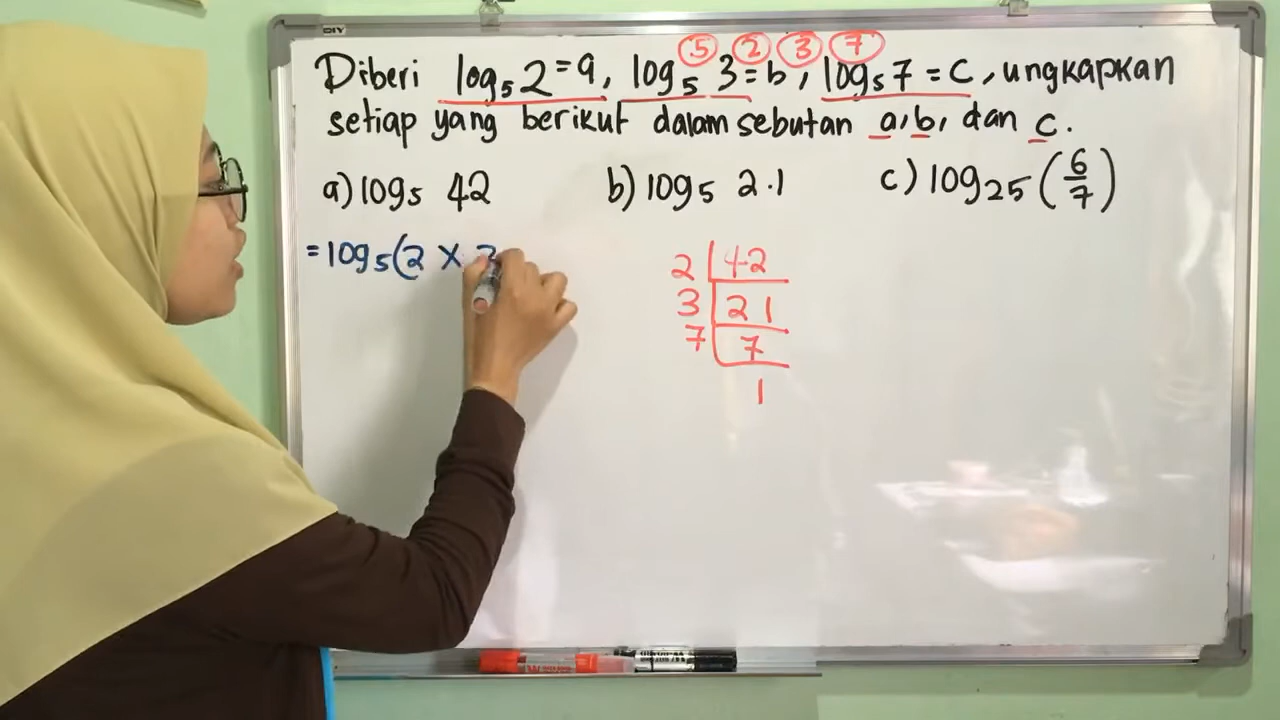 DIY
5 2 3 7
Diberi log₅2=a, log₅3=b, log₅7=c, ungkapkan
setiap yang berikut dalam sebutan a, b, dan c.
a) log₅ 42 b) log₅ 2.1 c) log₂₅ (6/7)
= log₅(2 ×
2 | 42
3 | 21
7 | 7
1